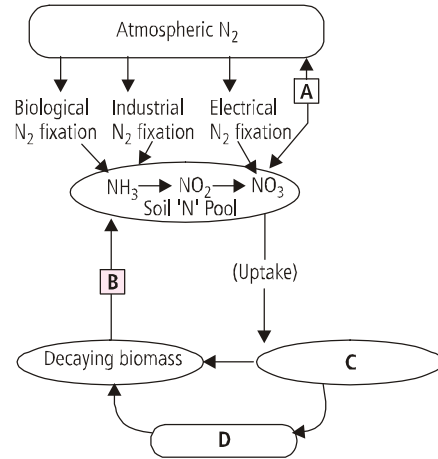 Atmospheric N₂
A
Biological Industrial Electrical
N₂ fixation N₂ fixation N₂ fixation
NH₃ NO₂ NO₃
Soil 'N' Pool
(Uptake)
B
Decaying biomass
C
D